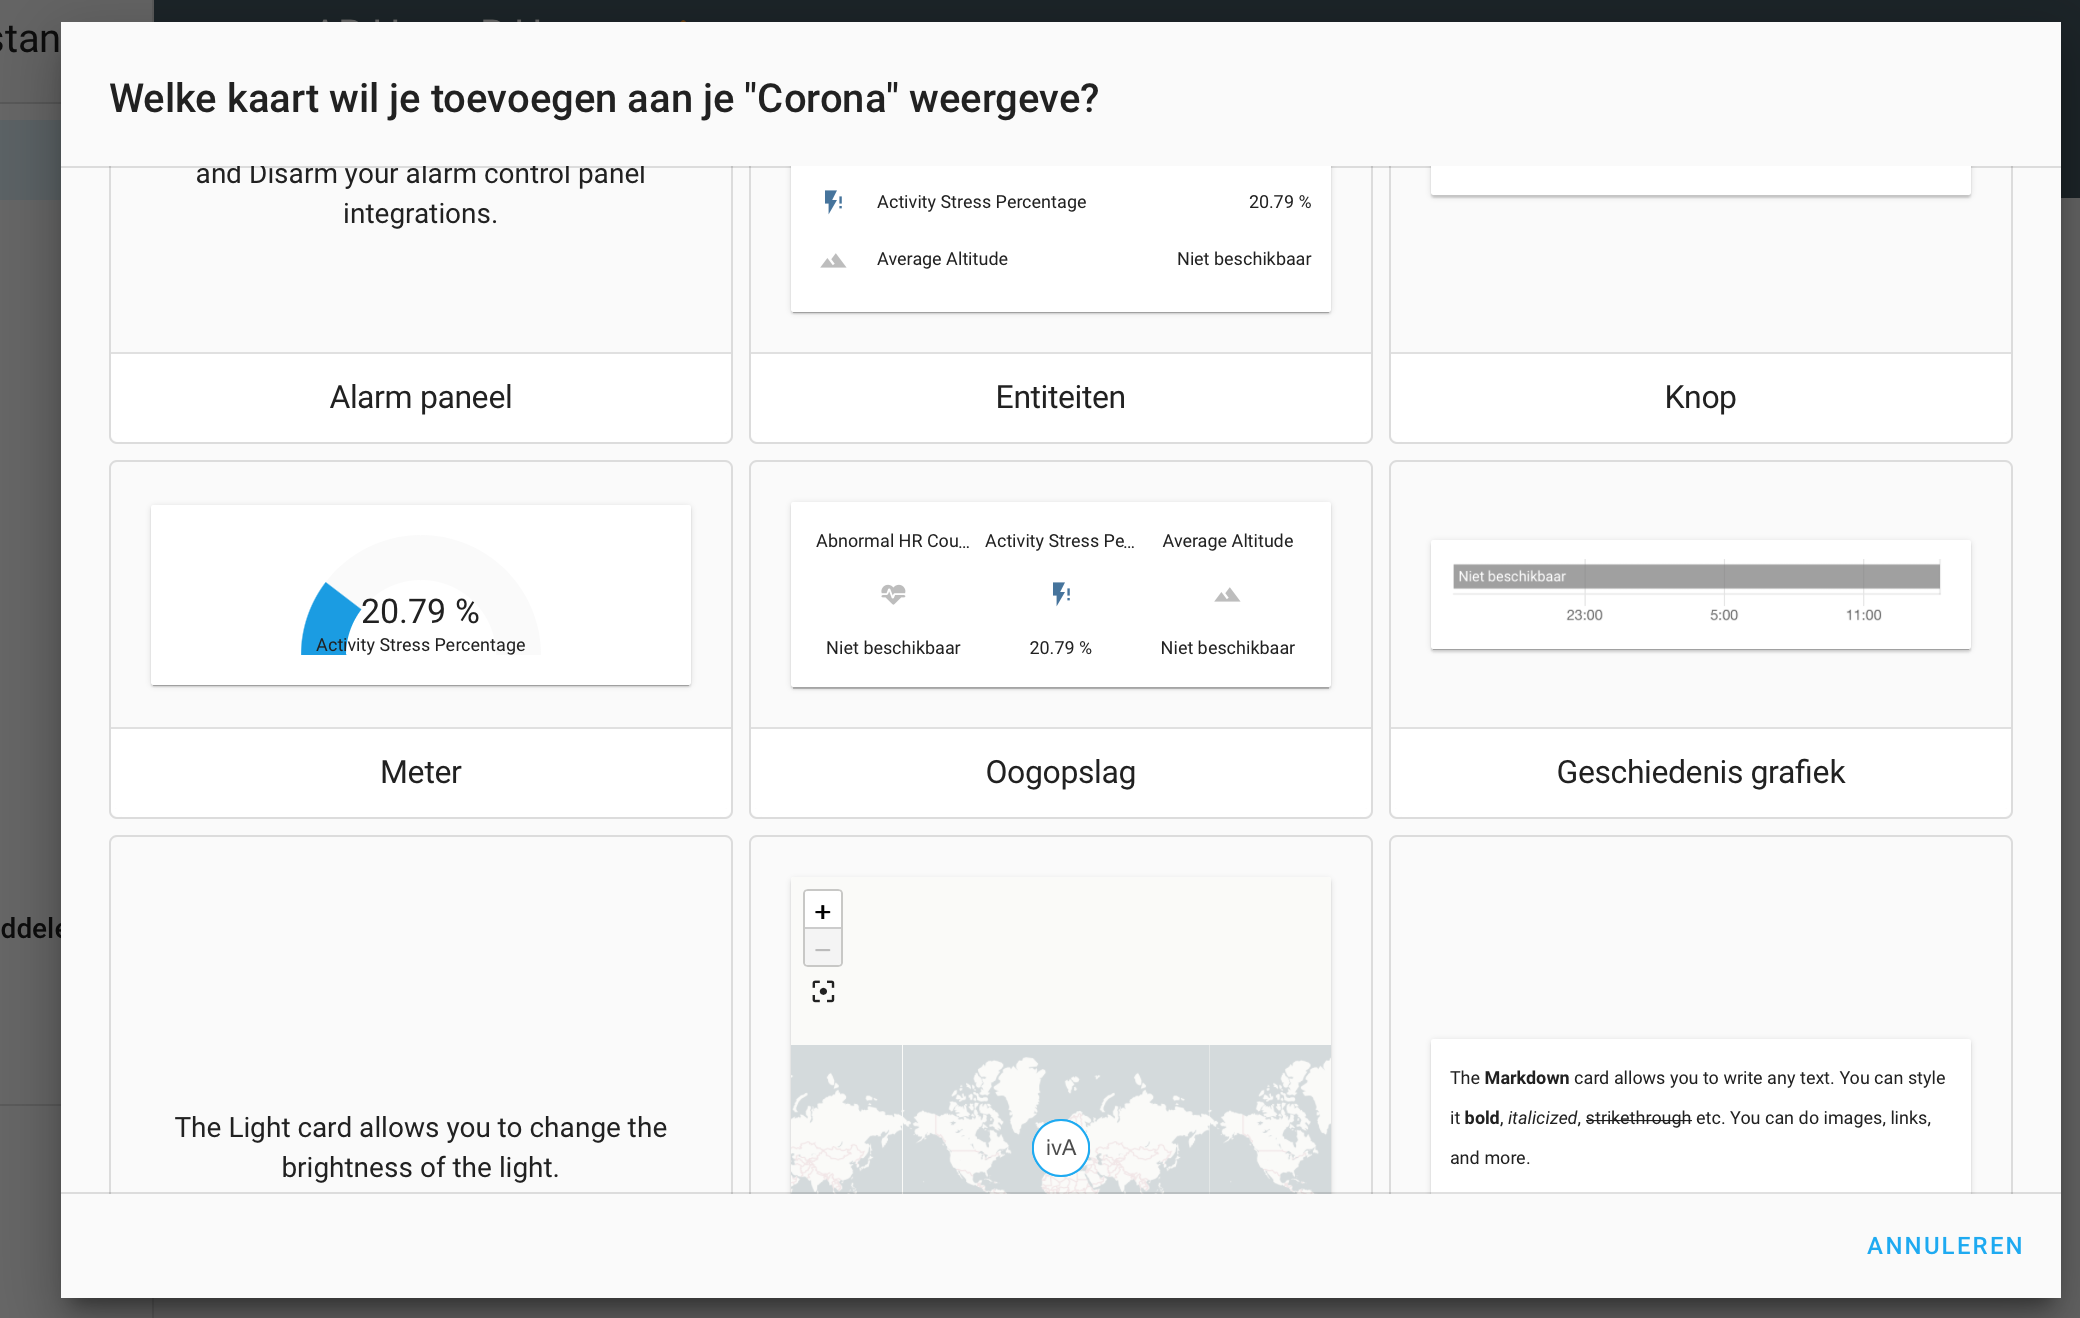 stan
Welke kaart wil je toevoegen aan je "Corona" weergeve?
and Disarm your alarm control panel
integrations.
Alarm paneel
Activity Stress Percentage 20.79 %
Average Altitude Niet beschikbaar
Entiteiten
Knop
20.79 %
Activity Stress Percentage
Meter
Abnormal HR Cou... Activity Stress Pe... Average Altitude
Niet beschikbaar 20.79 % Niet beschikbaar
Oogopslag
Niet beschikbaar
23:00 5:00 11:00
Geschiedenis grafiek
ddele
The Light card allows you to change the
brightness of the light.
+
−
ivA
The Markdown card allows you to write any text. You can style
it bold, italicized, strikethrough etc. You can do images, links,
and more.
ANNULEREN